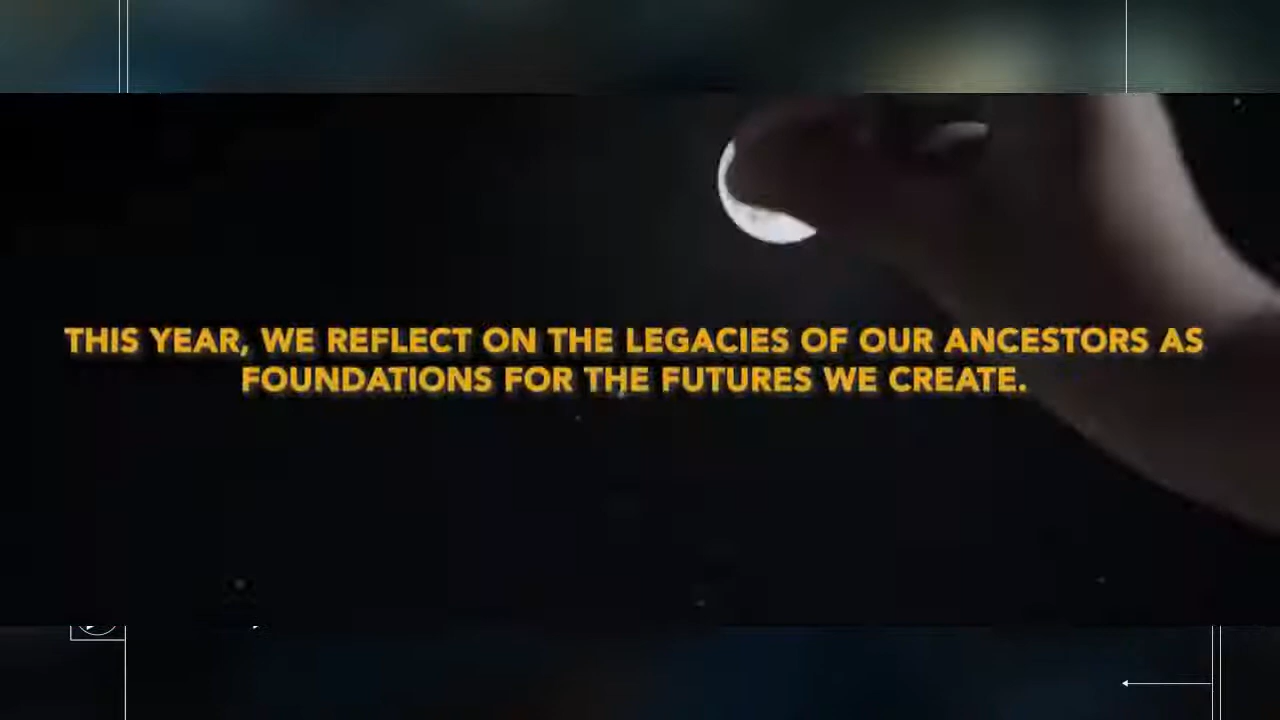 THIS YEAR, WE REFLECT ON THE LEGACIES OF OUR ANCESTORS AS
FOUNDATIONS FOR THE FUTURES WE CREATE.